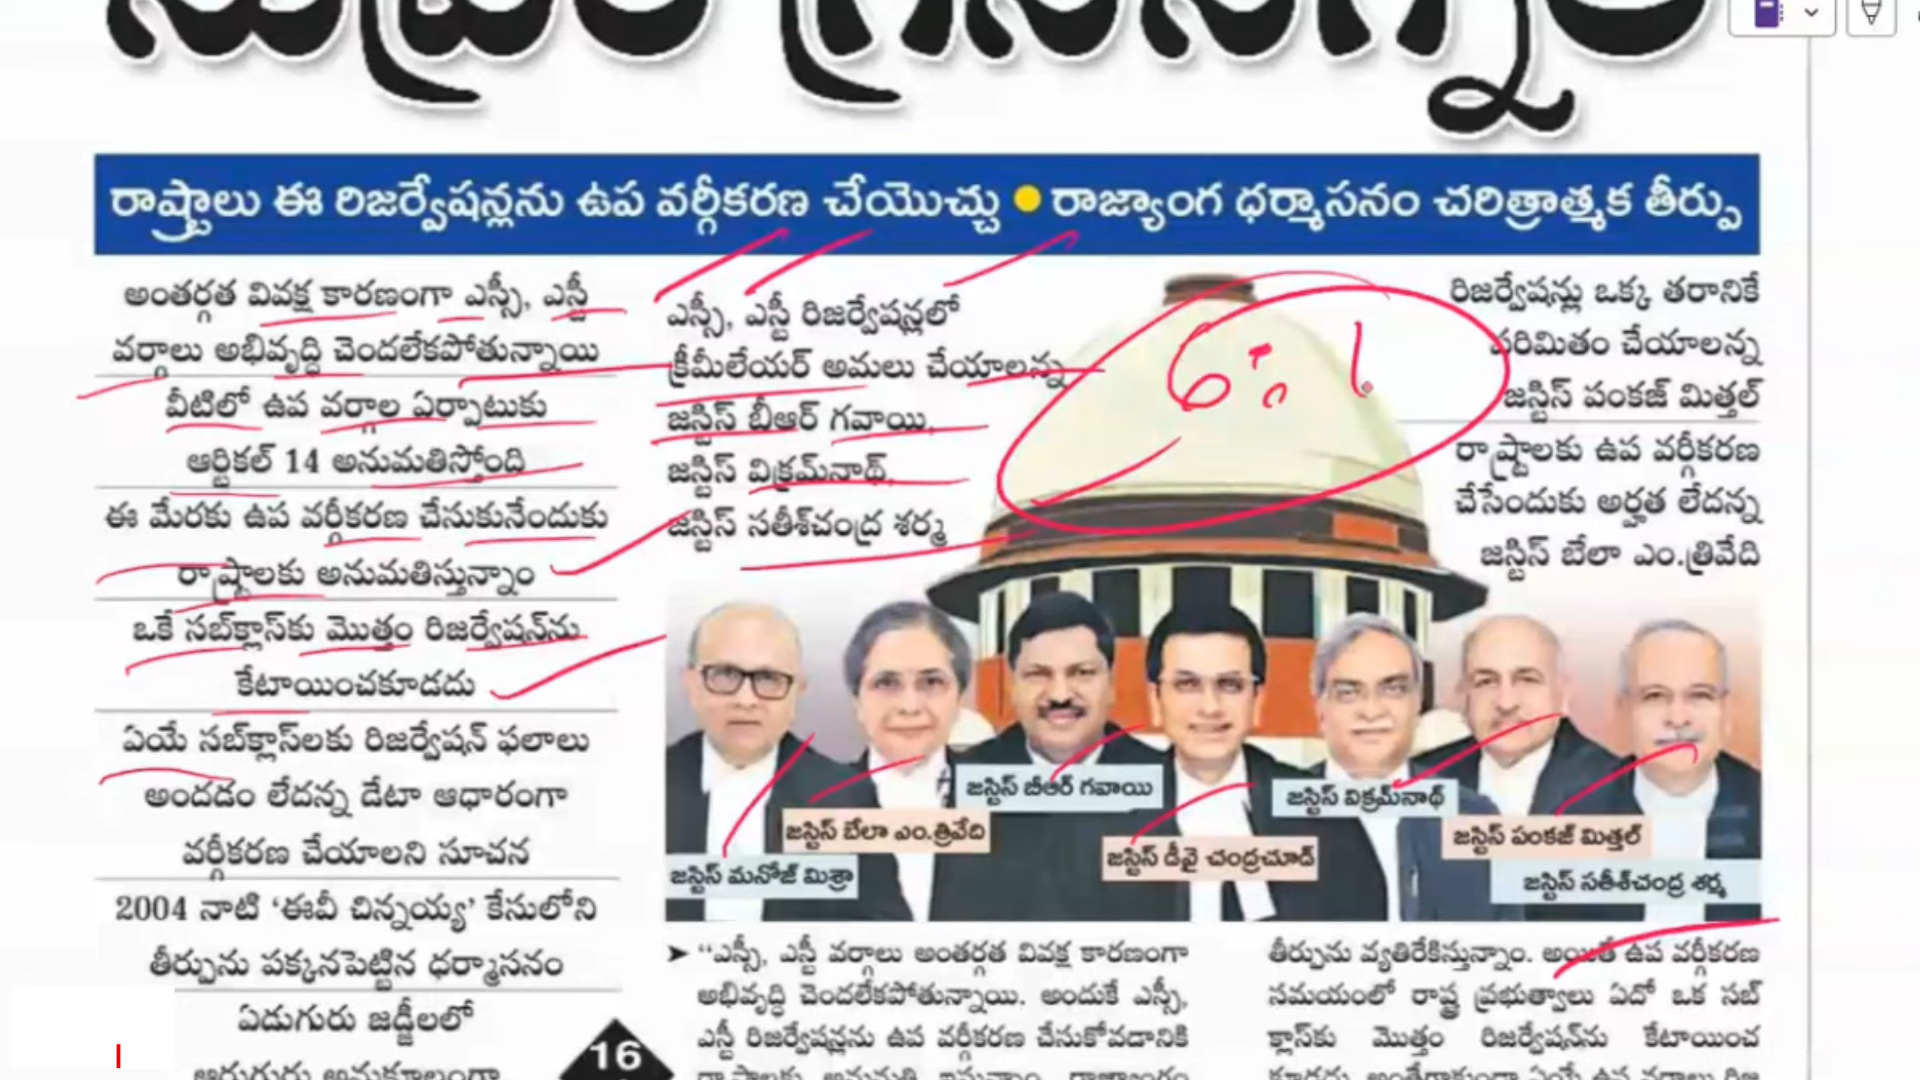 రాష్ట్రాలు ఈ రిజర్వేషన్లను ఉప వర్గీకరణ చేయొచ్చు ● రాజ్యాంగ ధర్మాసనం చరిత్రాత్మక తీర్పు
అంతర్గత వివక్ష కారణంగా ఎస్సీ, ఎస్టీ
వర్గాలు అభివృద్ధి చెందలేకపోతున్నాయి
వీటిలో ఉప వర్గాల ఏర్పాటుకు
ఆర్టికల్ 14 అనుమతిస్తోంది
ఈ మేరకు ఉప వర్గీకరణ చేసుకునేందుకు
రాష్ట్రాలకు అనుమతిస్తున్నాం
ఒకే సబ్‌క్లాస్‌కు మొత్తం రిజర్వేషన్‌ను
కేటాయించకూడదు
ఏయే సబ్‌క్లాస్‌లకు రిజర్వేషన్ ఫలాలు
అందడం లేదన్న డేటా ఆధారంగా
వర్గీకరణ చేయాలని సూచన
2004 నాటి ‘ఈవీ చిన్నయ్య’ కేసులోని
తీర్పును పక్కనపెట్టిన ధర్మాసనం
ఏడుగురు జడ్జీలలో
ఆరుగురు అనుకూలంగా
ఎస్సీ, ఎస్టీ రిజర్వేషన్లలో
క్రీమీలేయర్ అమలు చేయాలన్న
జస్టిస్ బీఆర్ గవాయి,
జస్టిస్ విక్రమ్‌నాథ్,
జస్టిస్ సతీశ్‌చంద్ర శర్మ
6:1
రిజర్వేషన్లు ఒక్క తరానికే
పరిమితం చేయాలన్న
జస్టిస్ పంకజ్ మిత్తల్
రాష్ట్రాలకు ఉప వర్గీకరణ
చేసేందుకు అర్హత లేదన్న
జస్టిస్ బేలా ఎం.త్రివేది
జస్టిస్ మనోజ్ మిశ్రా
జస్టిస్ బేలా ఎం.త్రివేది
జస్టిస్ బీఆర్ గవాయి
జస్టిస్ డీవై చంద్రచూడ్
జస్టిస్ విక్రమ్‌నాథ్
జస్టిస్ పంకజ్ మిత్తల్
జస్టిస్ సతీశ్‌చంద్ర శర్మ
➤ “ఎస్సీ, ఎస్టీ వర్గాలు అంతర్గత వివక్ష కారణంగా
అభివృద్ధి చెందలేకపోతున్నాయి. అందుకే ఎస్సీ,
ఎస్టీ రిజర్వేషన్లను ఉప వర్గీకరణ చేసుకోవడానికి
తీర్పును వ్యతిరేకిస్తున్నాం. అయితే ఉప వర్గీకరణ
సమయంలో రాష్ట్ర ప్రభుత్వాలు ఏదో ఒక సబ్
క్లాస్‌కు మొత్తం రిజర్వేషన్‌ను కేటాయించ
16